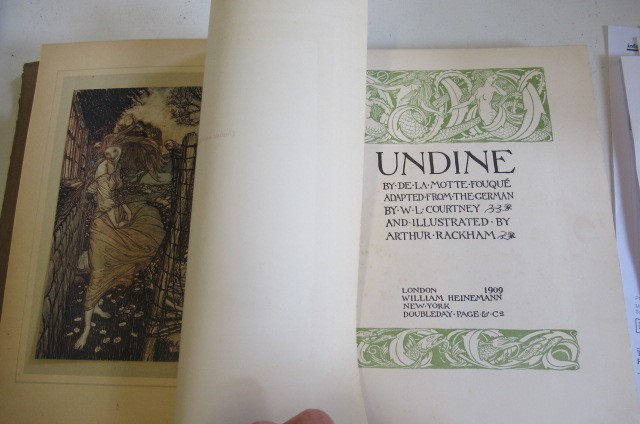 UNDINE
BY·DE·LA·MOTTE·FOUQUÉ
ADAPTED·FROM·THE·GERMAN
BY·W·L·COURTNEY
AND·ILLUSTRATED·BY
ARTHUR·RACKHAM
LONDON 1909
WILLIAM HEINEMANN
NEW·YORK
DOUBLEDAY·PAGE·&·Co